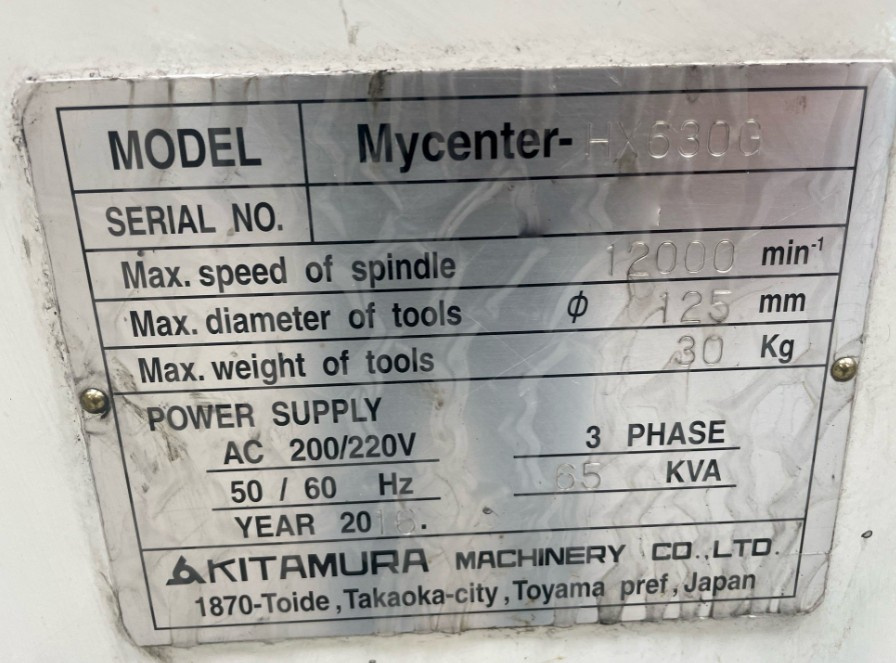 MODEL Mycenter-HX630G
SERIAL NO.
Max. speed of spindle 12000 min-1
Max. diameter of tools ϕ 125 mm
Max. weight of tools 30 Kg
POWER SUPPLY
AC 200/220V 3 PHASE
50 / 60 Hz 65 KVA
YEAR 2018.
KITAMURA MACHINERY CO.,LTD.
1870-Toide,Takaoka-city,Toyama pref,Japan